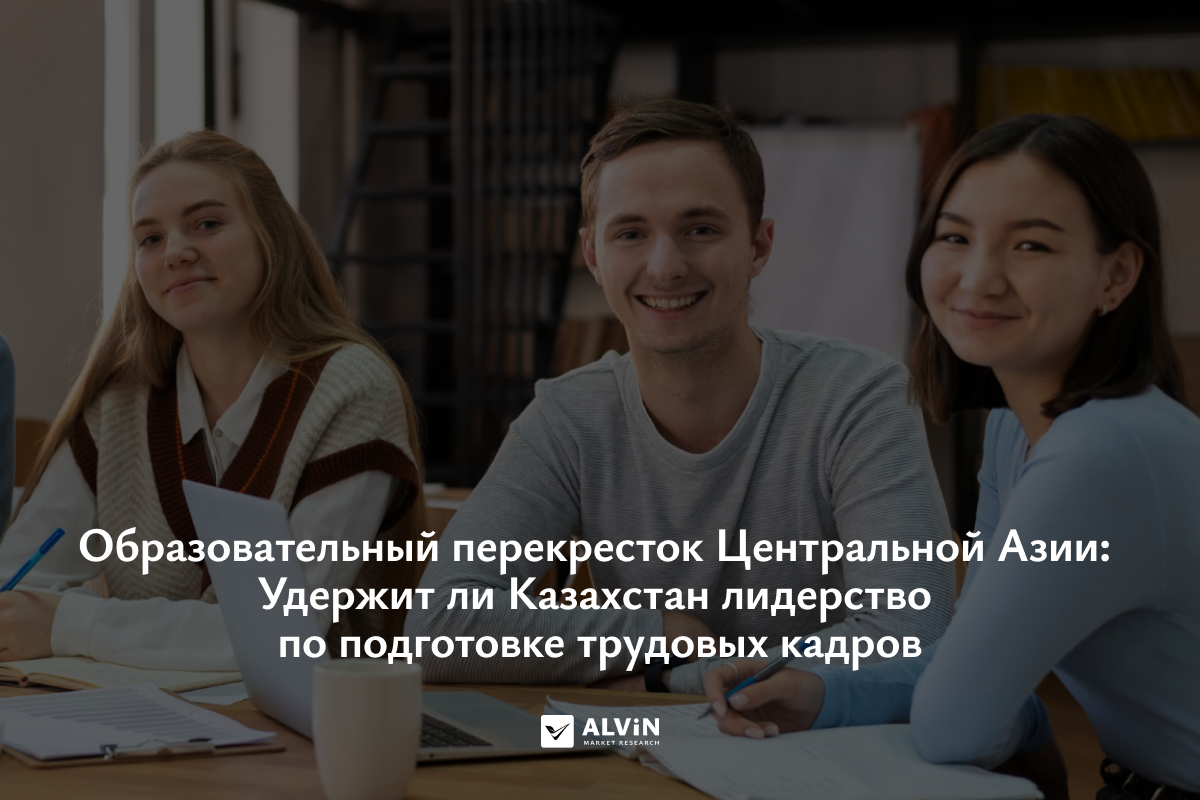 Образовательный перекресток Центральной Азии:
Удержит ли Казахстан лидерство
по подготовке трудовых кадров
ALViN
MARKET RESEARCH